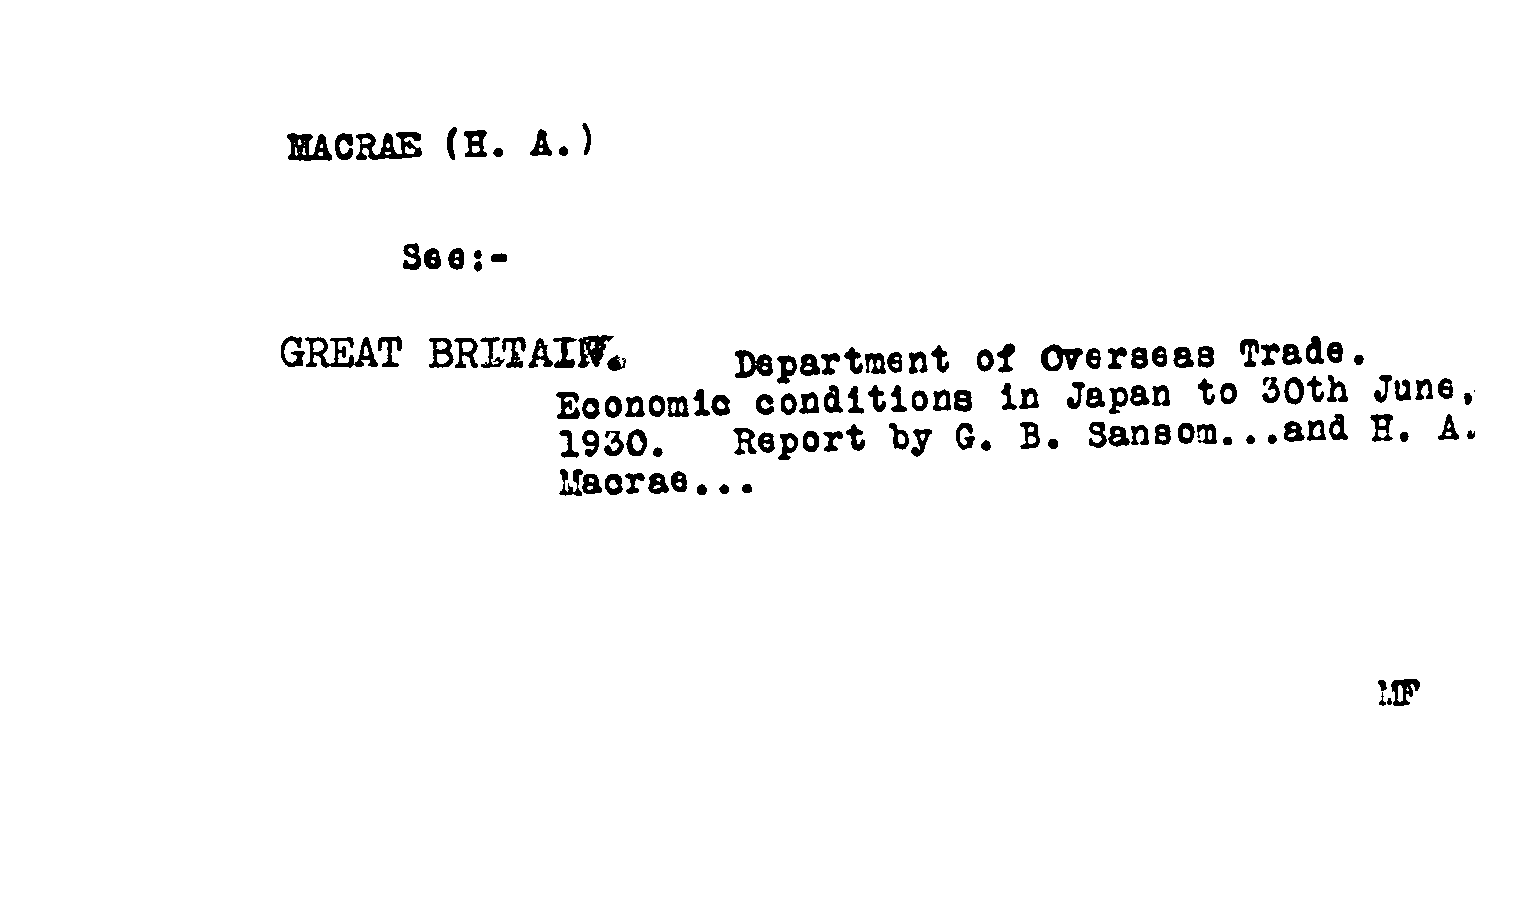 MACRAE (H. A.)
See:-
GREAT BRITAIN. Department of Overseas Trade.
Economic conditions in Japan to 30th June,
1930. Report by G. B. Sansom...and H. A.
Macrae...
MF